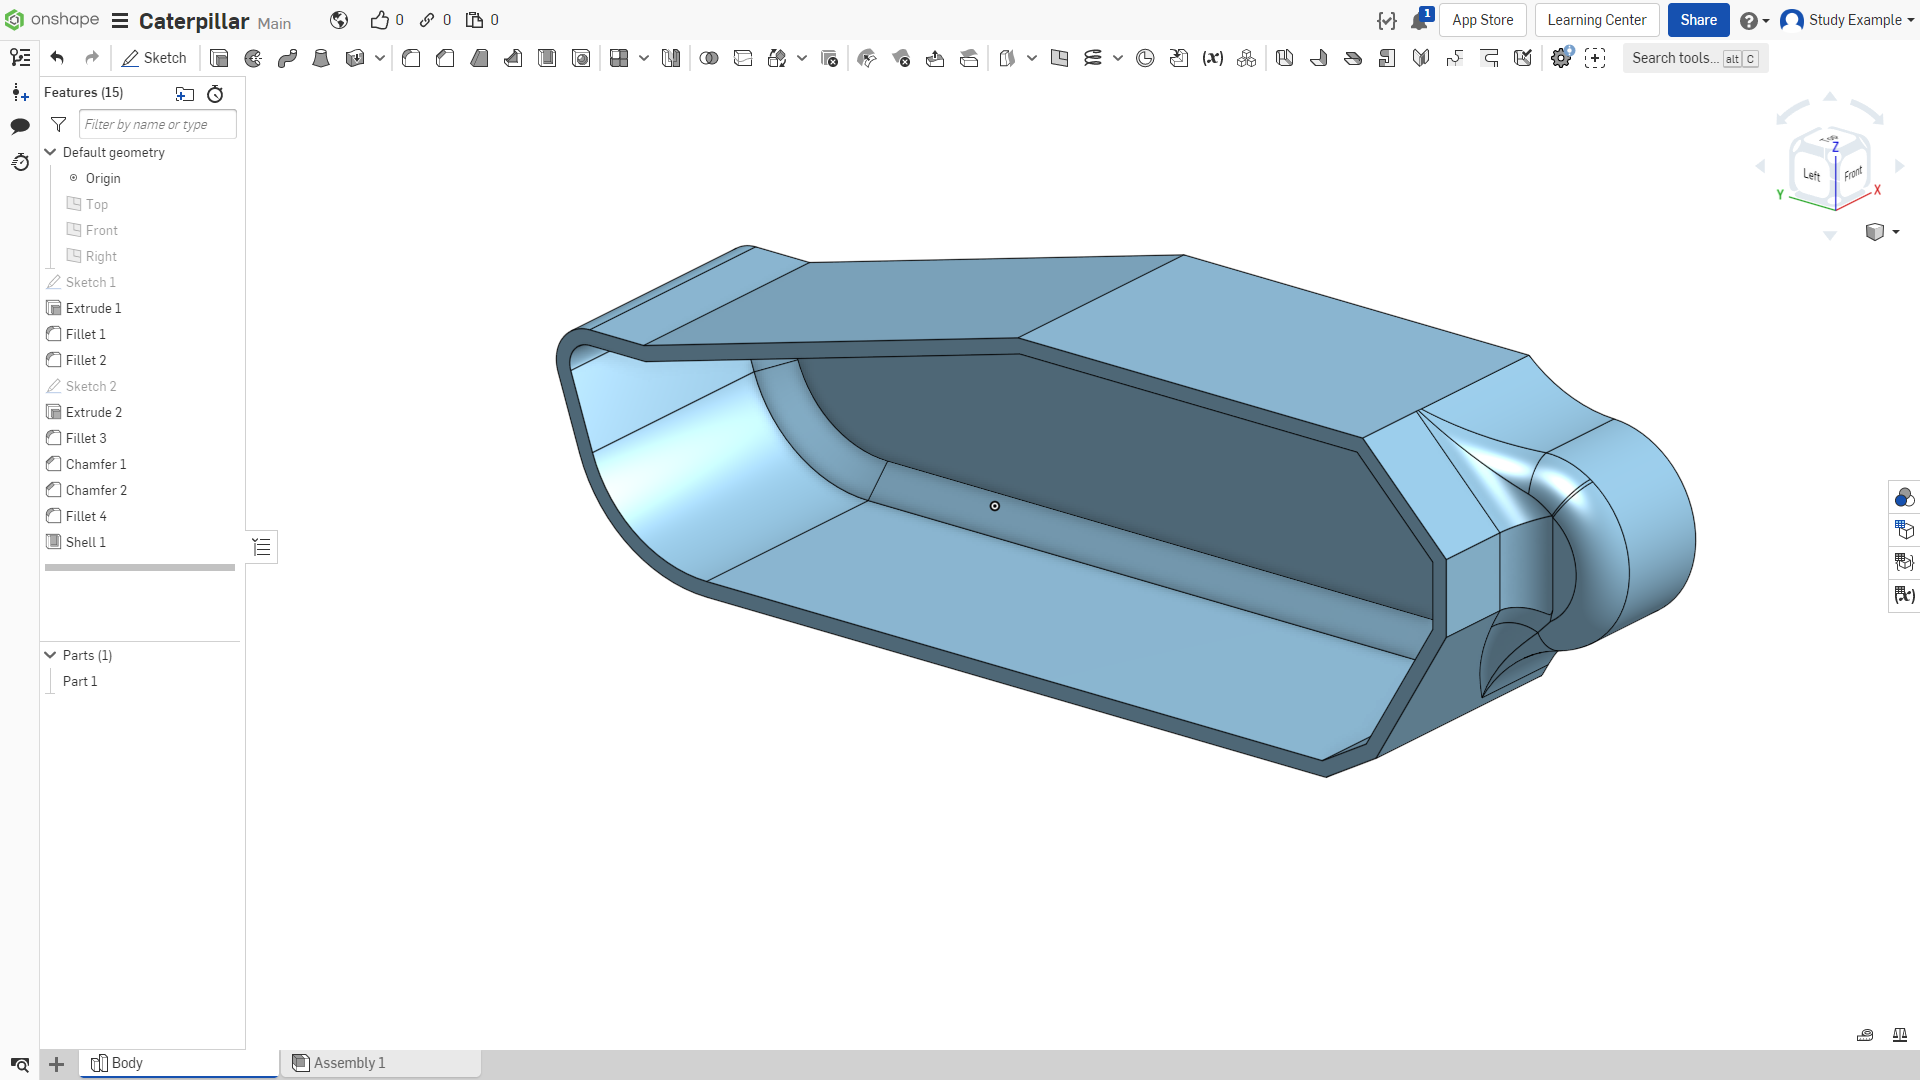 onshape Caterpillar Main 0 0 0 1 App Store Learning Center Share Study Example
Sketch Search tools... alt C
Features (15)
Filter by name or type
Default geometry
Origin
Top
Front
Right
Sketch 1
Extrude 1
Fillet 1
Fillet 2
Sketch 2
Extrude 2
Fillet 3
Chamfer 1
Chamfer 2
Fillet 4
Shell 1
Parts (1)
Part 1
Top
Z
Left Front
Y X
Body Assembly 1